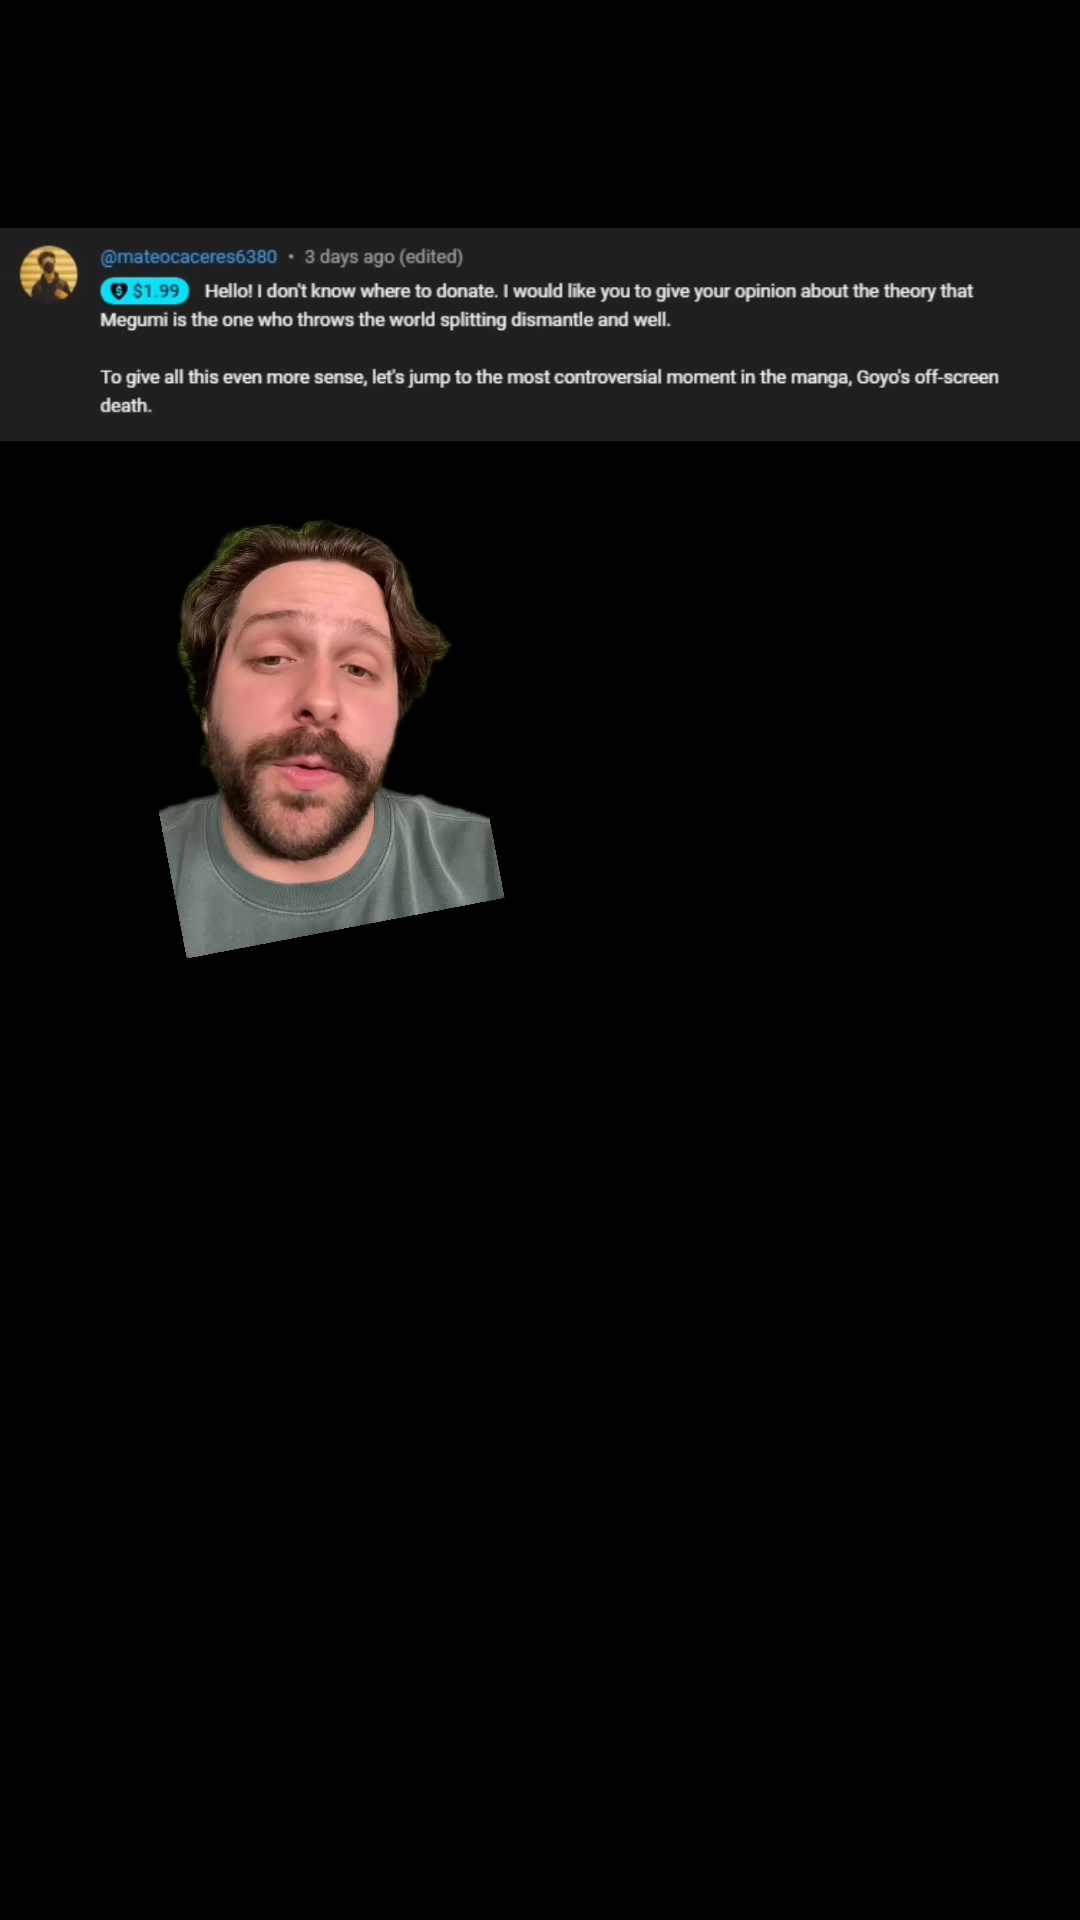 @mateocaceres6380 • 3 days ago (edited)
$1.99 Hello! I don't know where to donate. I would like you to give your opinion about the theory that
Megumi is the one who throws the world splitting dismantle and well.
To give all this even more sense, let's jump to the most controversial moment in the manga, Goyo's off-screen
death.